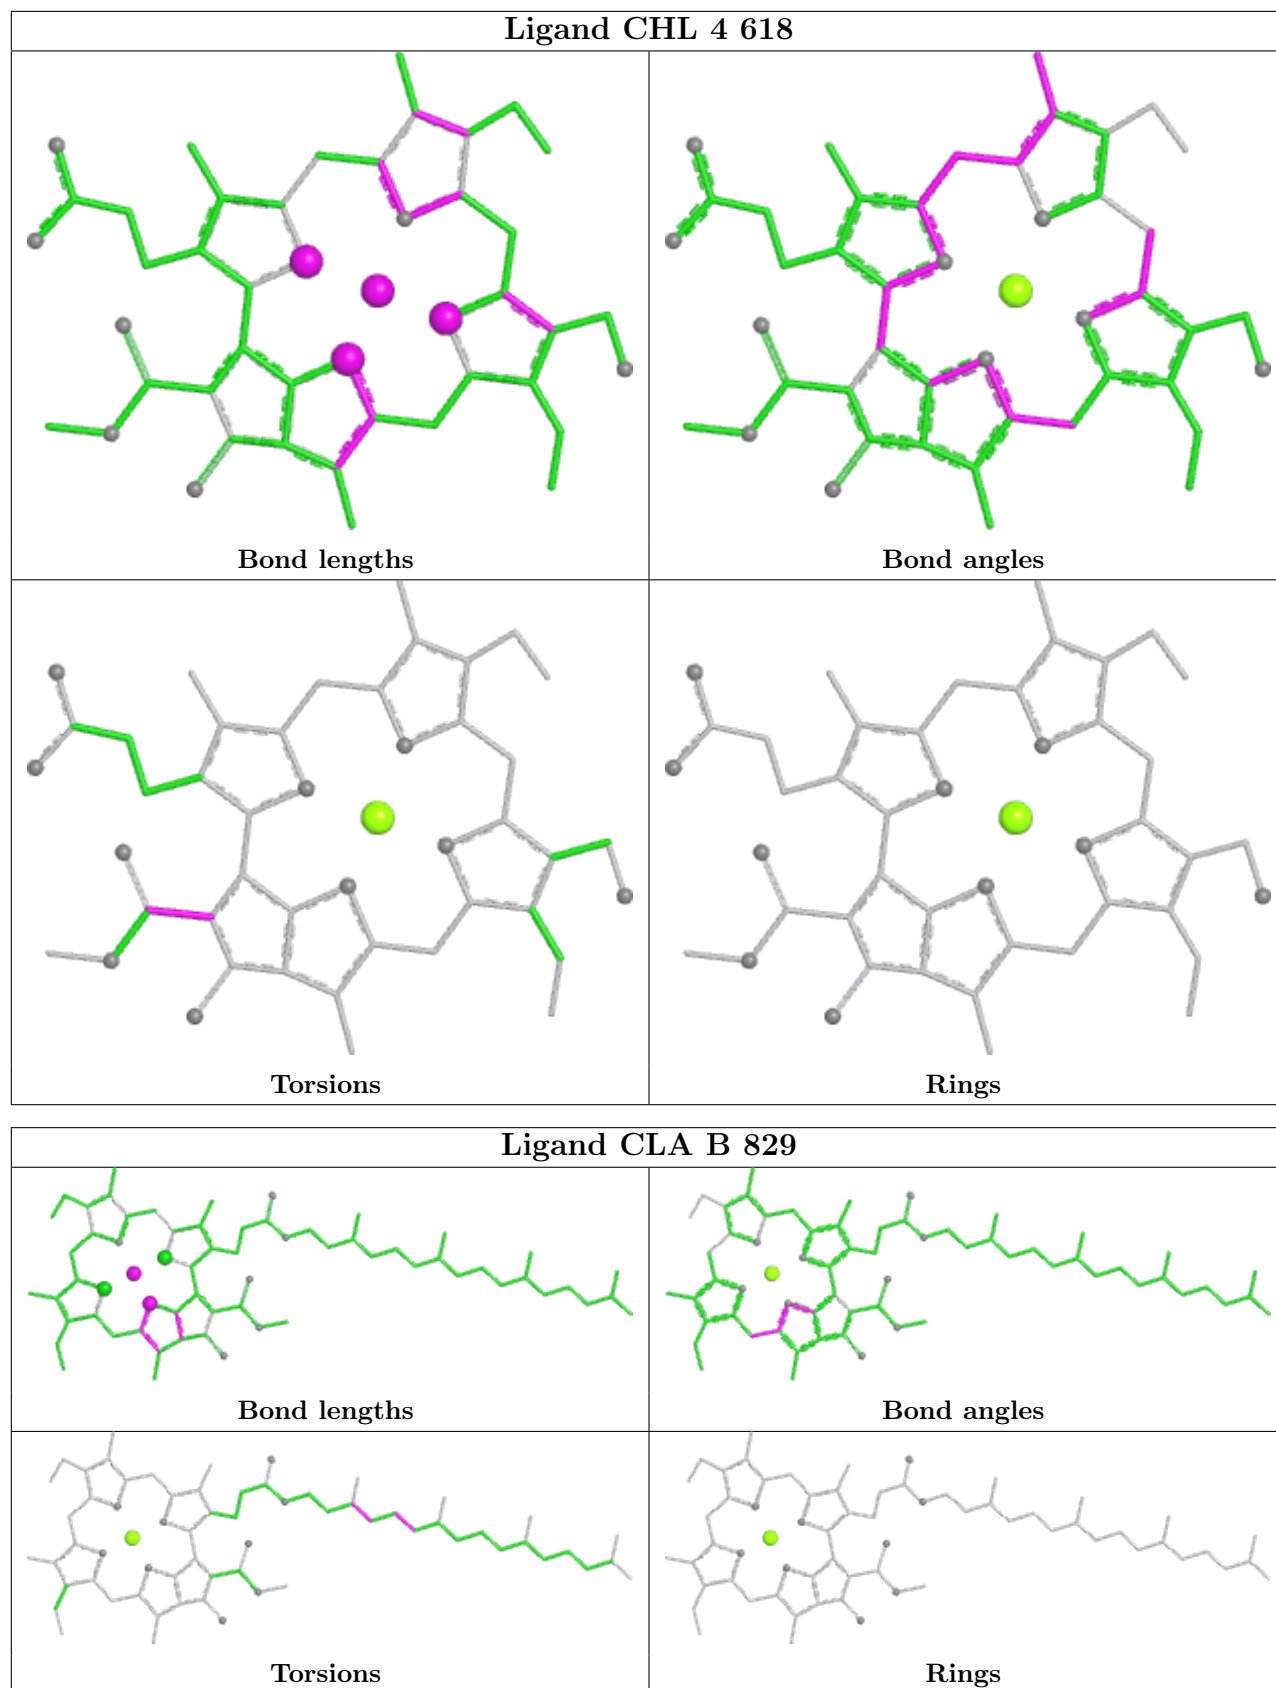 Ligand CHL 4 618
Bond lengths
Bond angles
Torsions
Rings
Ligand CLA B 829
Bond lengths
Bond angles
Torsions
Rings